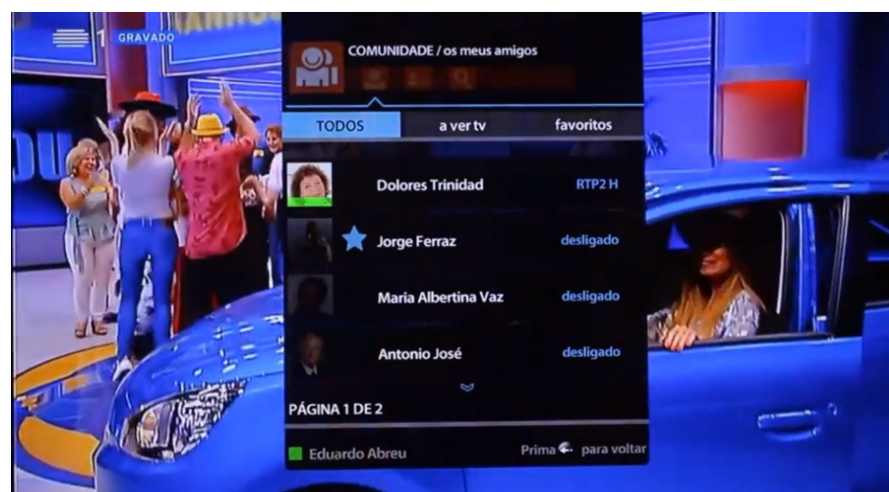 1 GRAVADO
COMUNIDADE / os meus amigos
TODOS a ver tv favoritos
Dolores Trinidad RTP2 H
Jorge Ferraz desligado
Maria Albertina Vaz desligado
Antonio José desligado
PÁGINA 1 DE 2
Eduardo Abreu Prima para voltar